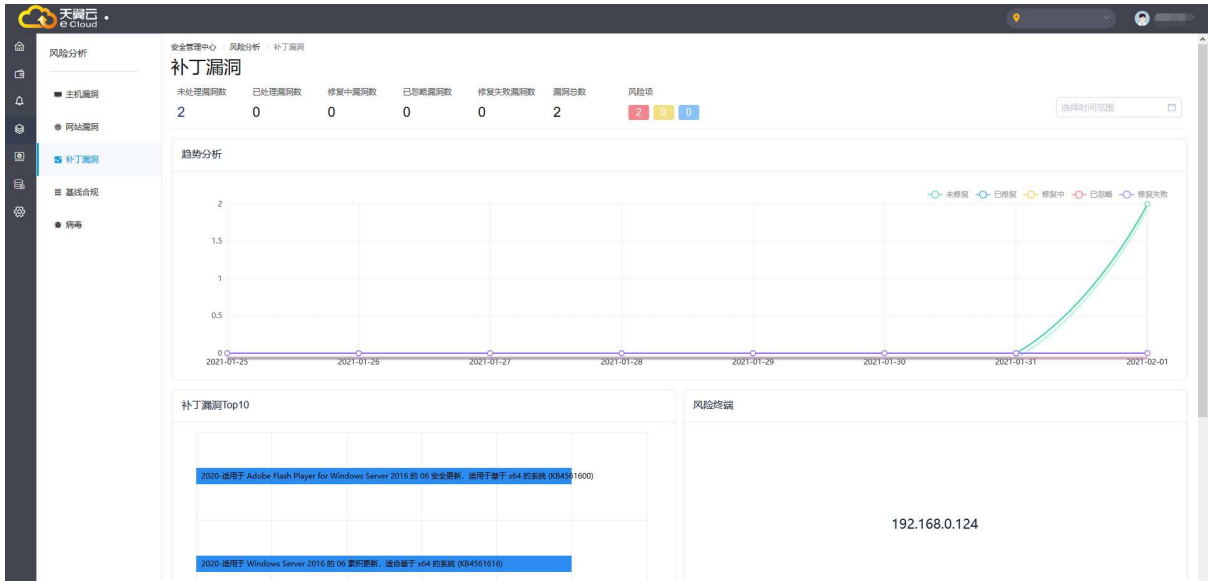 天翼云
e Cloud
风险分析
主机漏洞
网站漏洞
补丁漏洞
基线合规
病毒
安全管理中心 / 风险分析 / 补丁漏洞
补丁漏洞
未处理漏洞数 已处理漏洞数 修复中漏洞数 已忽略漏洞数 修复失败漏洞数 漏洞总数 风险项
2 0 0 0 0 2 2 0 0
选择时间范围
趋势分析
未修复 已修复 修复中 已忽略 修复失败
2
1.5
1
0.5
0
2021-01-25 2021-01-26 2021-01-27 2021-01-28 2021-01-29 2021-01-30 2021-01-31 2021-02-01
补丁漏洞Top10
2020-适用于 Adobe Flash Player for Windows Server 2016 的 06 安全更新，适用于基于 x64 的系统 (KB4561600)
2020-适用于 Windows Server 2016 的 06 累积更新，适合基于 x64 的系统 (KB4561616)
风险终端
192.168.0.124